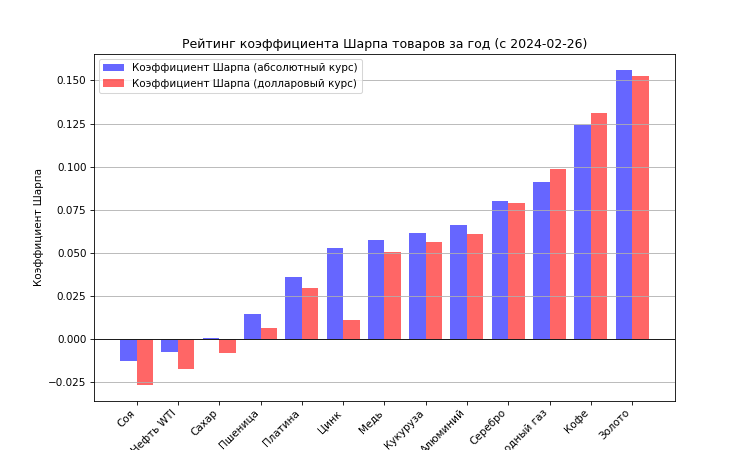 Рейтинг коэффициента Шарпа товаров за год (с 2024-02-26)
Коэффициент Шарпа (абсолютный курс)
Коэффициент Шарпа (долларовый курс)
Коэффициент Шарпа
0.150
0.125
0.100
0.075
0.050
0.025
0.000
−0.025
Соя
Нефть WTI
Сахар
Пшеница
Платина
Цинк
Медь
Кукуруза
Алюминий
Серебро
газ
Кофе
Золото